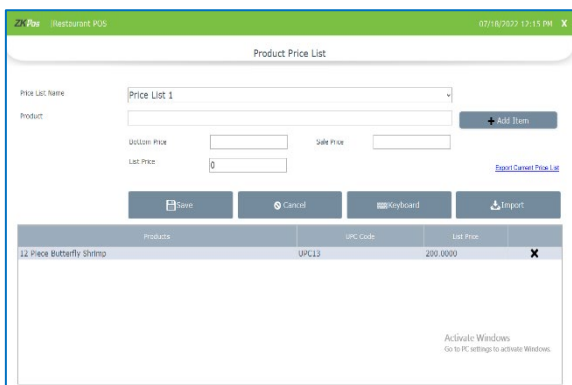 ZKPos iRestaurant POS 07/18/2022 12:15 PM X
Product Price List
Price List Name Price List 1
Product
+ Add Item
Bottom Price Sale Price
List Price 0 Export Current Price List
Save Cancel Keyboard Import
Products UPC Code List Price
12 Piece Butterfly Shrimp UPC13 200.0000 X
Activate Windows
Go to PC settings to activate Windows.